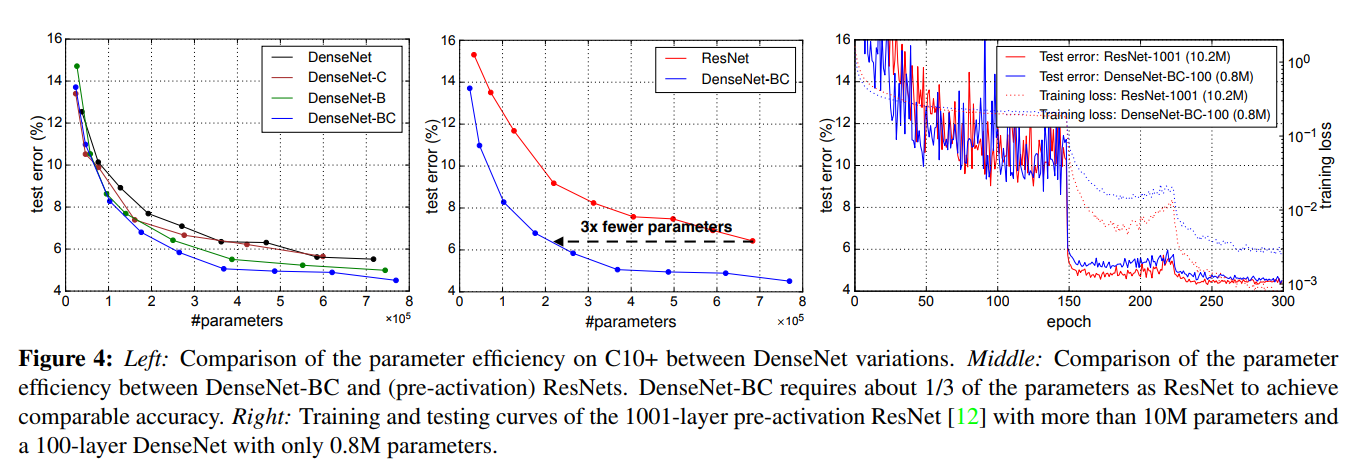 16
14
12
10
8
6
4
test error (%)
0 1 2 3 4 5 6 7 8
#parameters
×10⁵
DenseNet
DenseNet-C
DenseNet-B
DenseNet-BC
16
14
12
10
8
6
4
test error (%)
0 1 2 3 4 5 6 7 8
#parameters
×10⁵
ResNet
DenseNet-BC
3x fewer parameters
16
14
12
10
8
6
4
test error (%)
0 50 100 150 200 250 300
epoch
Test error: ResNet-1001 (10.2M)
Test error: DenseNet-BC-100 (0.8M)
Training loss: ResNet-1001 (10.2M)
Training loss: DenseNet-BC-100 (0.8M)
10⁰
10⁻¹
10⁻²
10⁻³
training loss
Figure 4: Left: Comparison of the parameter efficiency on C10+ between DenseNet variations. Middle: Comparison of the parameter
efficiency between DenseNet-BC and (pre-activation) ResNets. DenseNet-BC requires about 1/3 of the parameters as ResNet to achieve
comparable accuracy. Right: Training and testing curves of the 1001-layer pre-activation ResNet [12] with more than 10M parameters and
a 100-layer DenseNet with only 0.8M parameters.